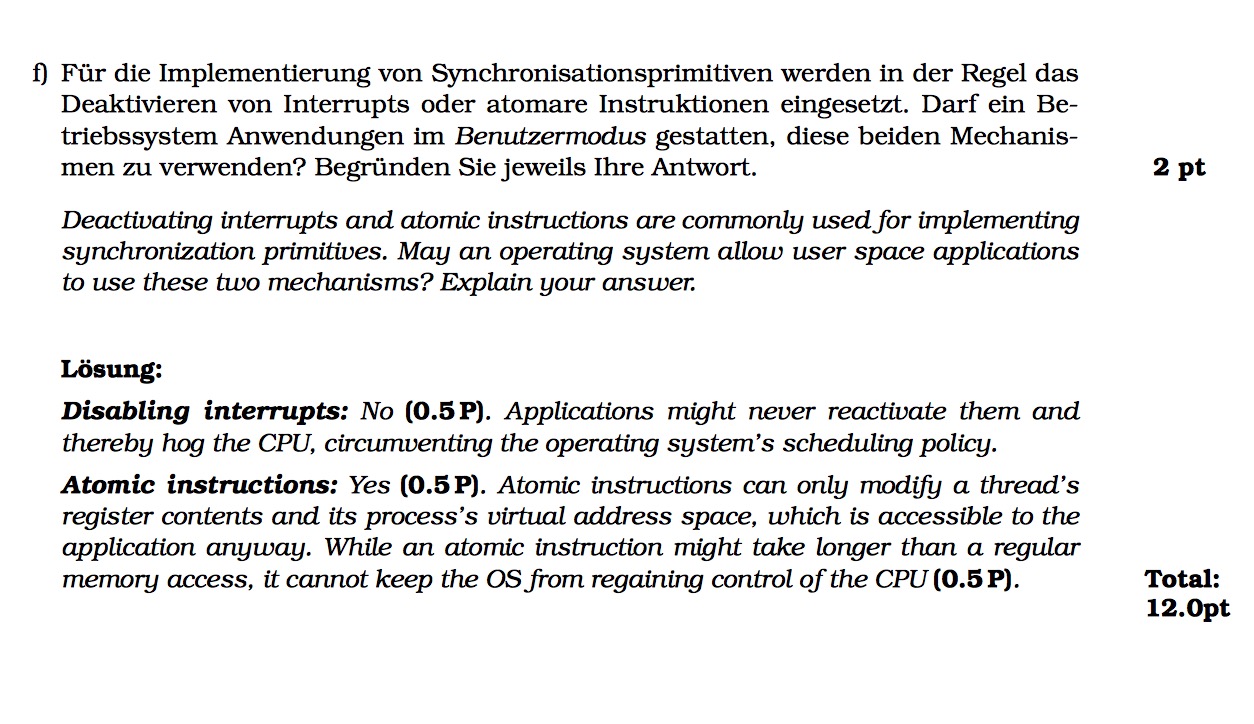 f) Für die Implementierung von Synchronisationsprimitiven werden in der Regel das
Deaktivieren von Interrupts oder atomare Instruktionen eingesetzt. Darf ein Be-
triebssystem Anwendungen im Benutzermodus gestatten, diese beiden Mechanis-
men zu verwenden? Begründen Sie jeweils Ihre Antwort. 2 pt
Deactivating interrupts and atomic instructions are commonly used for implementing
synchronization primitives. May an operating system allow user space applications
to use these two mechanisms? Explain your answer.
Lösung:
Disabling interrupts: No (0.5 P). Applications might never reactivate them and
thereby hog the CPU, circumventing the operating system's scheduling policy.
Atomic instructions: Yes (0.5 P). Atomic instructions can only modify a thread's
register contents and its process's virtual address space, which is accessible to the
application anyway. While an atomic instruction might take longer than a regular
memory access, it cannot keep the OS from regaining control of the CPU (0.5 P). Total:
12.0pt